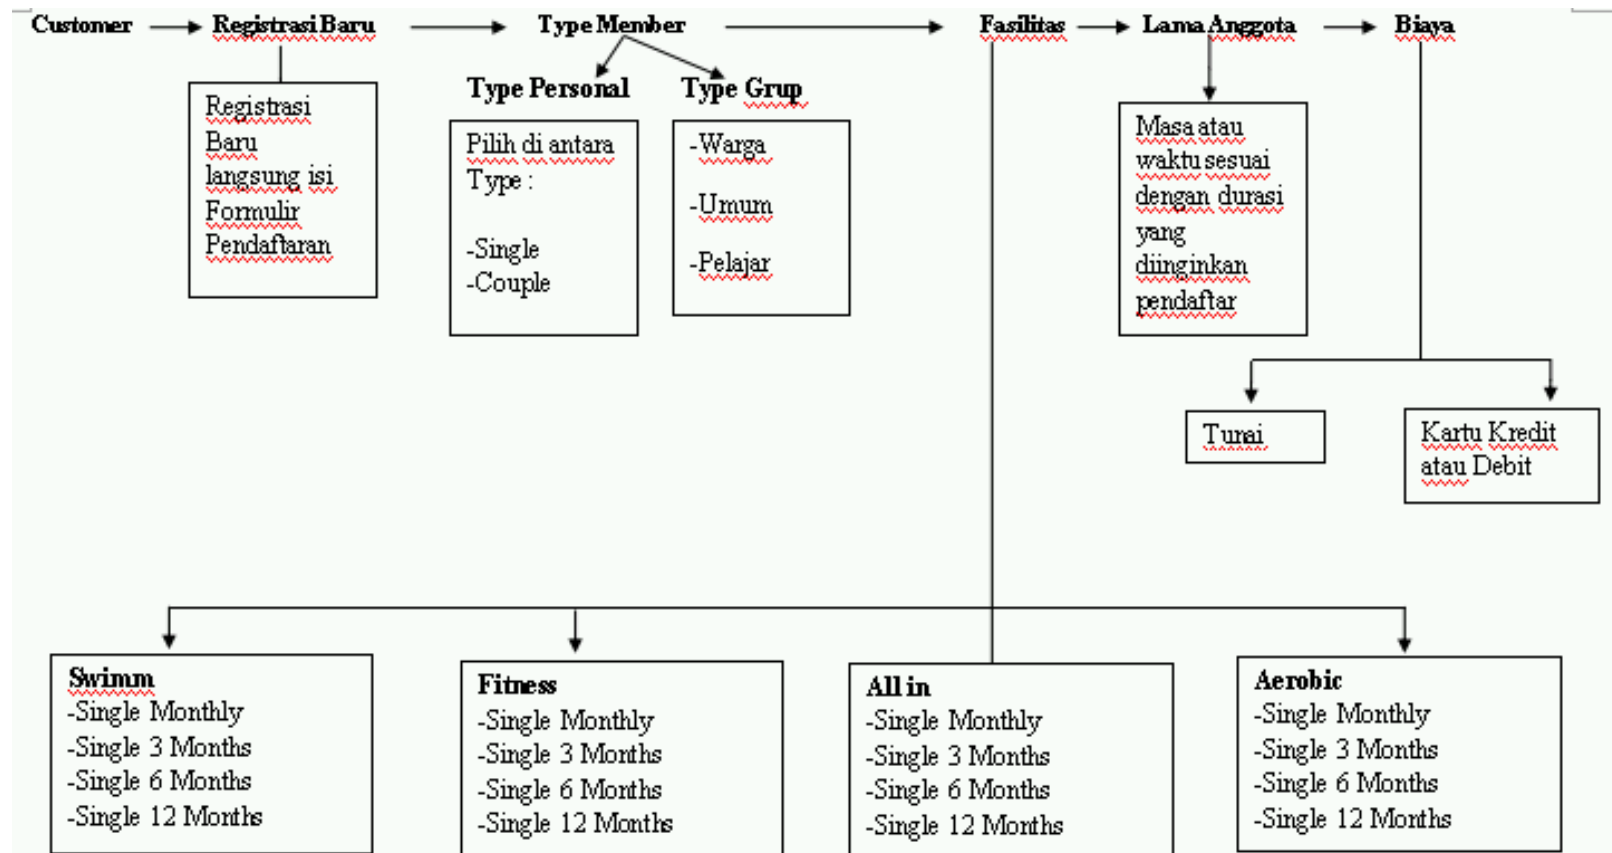 Customer Registrasi Baru Type Member Fasilitas Lama Anggota Biaya
Type Personal
Type Grup
Registrasi
Baru
langsung isi
Formulir
Pendaftaran
Pilih di antara
Type :
-Single
-Couple
-Warga
-Umum
-Pelajar
Masa atau
waktu sesuai
dengan durasi
yang
diinginkan
pendaftar
Tunai
Kartu Kredit
atau Debit
Swimm
-Single Monthly
-Single 3 Months
-Single 6 Months
-Single 12 Months
Fitness
-Single Monthly
-Single 3 Months
-Single 6 Months
-Single 12 Months
All in
-Single Monthly
-Single 3 Months
-Single 6 Months
-Single 12 Months
Aerobic
-Single Monthly
-Single 3 Months
-Single 6 Months
-Single 12 Months